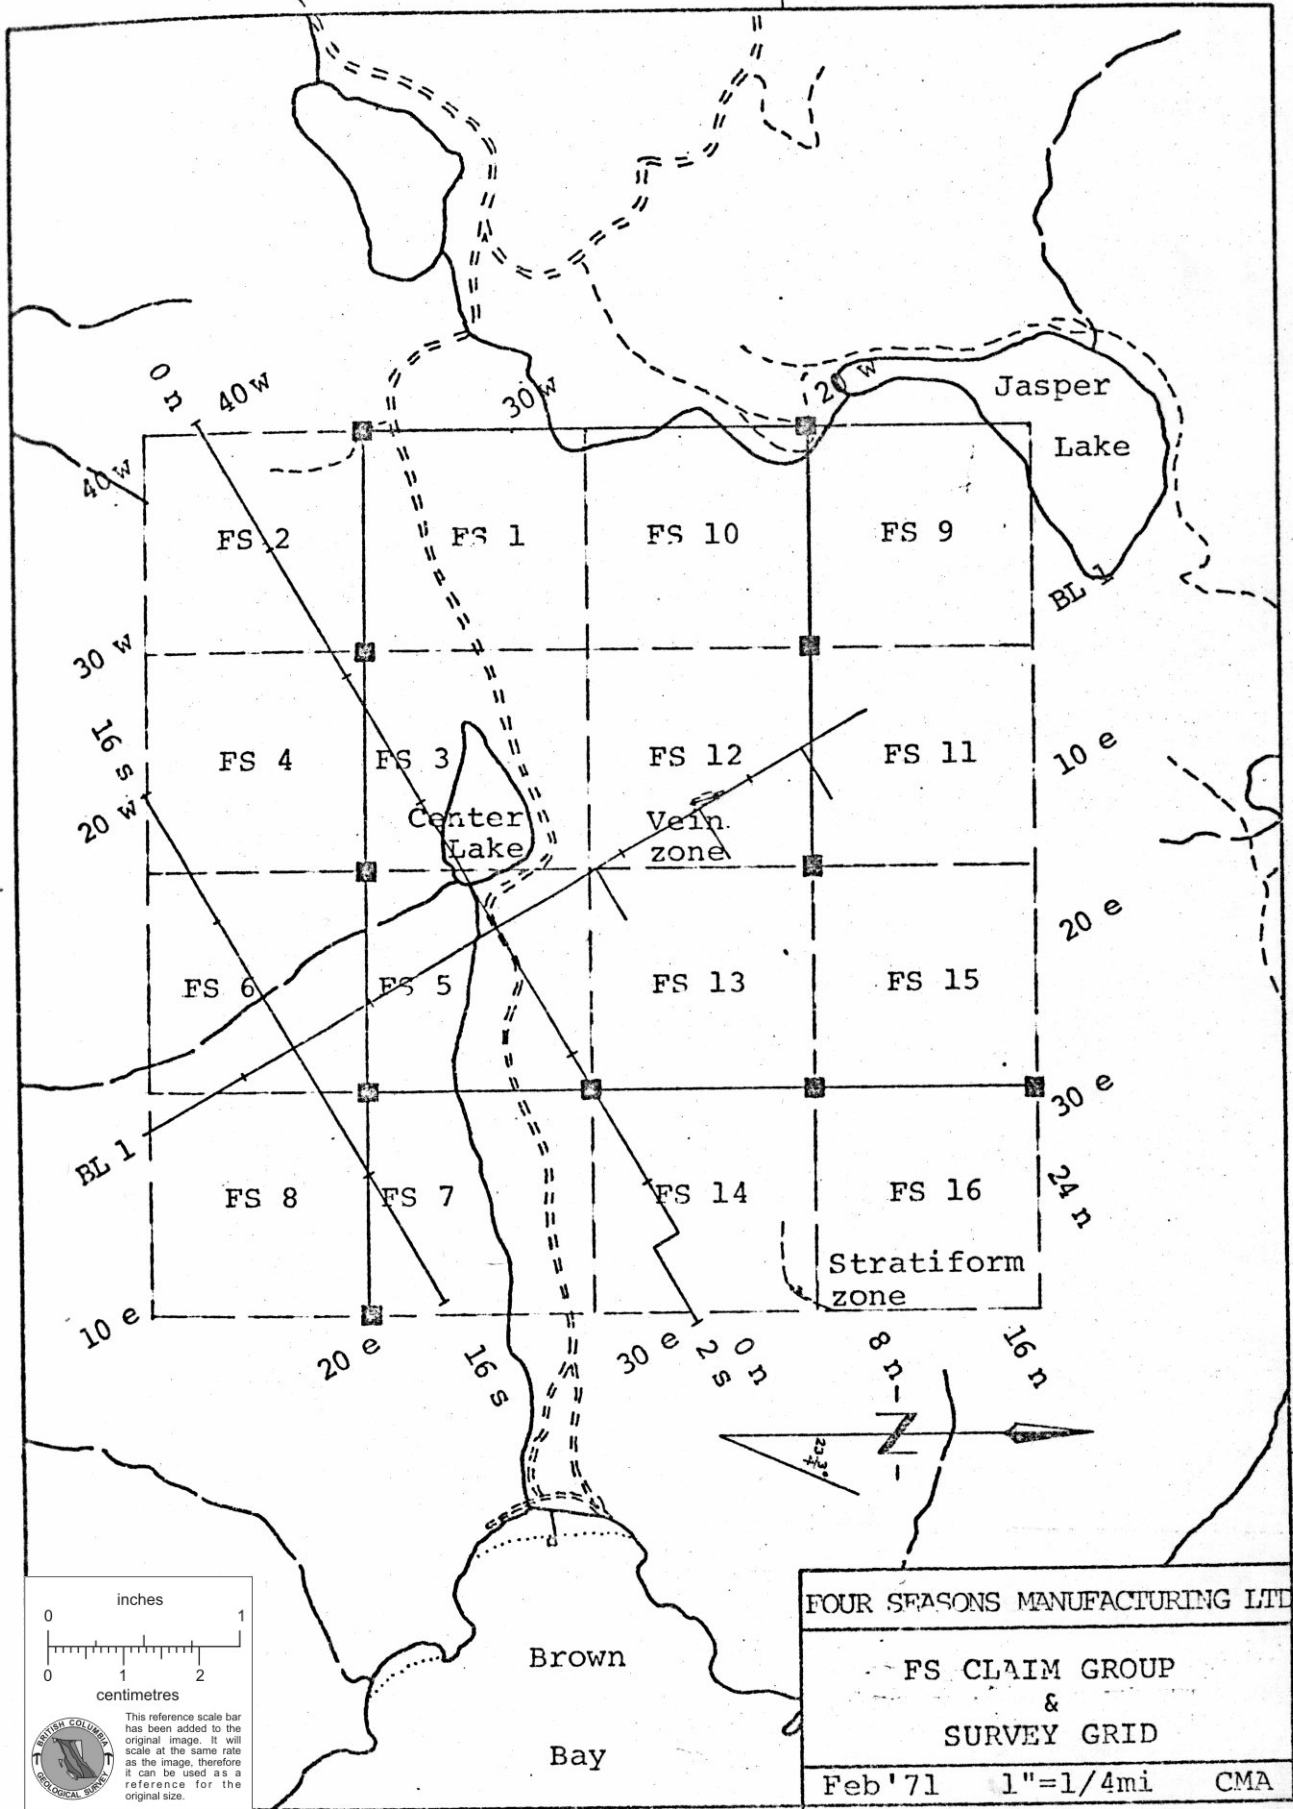 0 n
40 w
30 w
20 w
Jasper
Lake
40 w
FS 2
FS 1
FS 10
FS 9
BL 1
30 w
16 s
FS 4
FS 3
FS 12
FS 11
10 e
20 w
Center
Lake
Vein
zone
20 e
FS 6
FS 5
FS 13
FS 15
30 e
BL 1
FS 8
FS 7
FS 14
FS 16
24 n
Stratiform
zone
10 e
20 e
16 s
30 e
2 s
0 n
8 n
16 n
N
23¾°
Brown
Bay
FOUR SEASONS MANUFACTURING LTD
FS CLAIM GROUP
&
SURVEY GRID
Feb'71 1"=1/4mi CMA
inches
0 1
0 1 2
centimetres
This reference scale bar
has been added to the
original image. It will
scale at the same rate
as the image, therefore
it can be used as a
reference for the
original size.
BRITISH COLUMBIA
GEOLOGICAL SURVEY